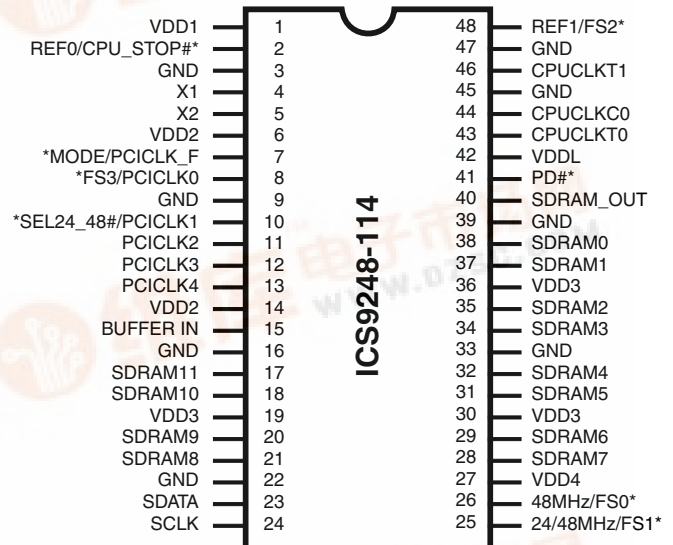 VDD1 1 48 REF1/FS2*
REF0/CPU_STOP#* 2 47 GND
GND 3 46 CPUCLKT1
X1 4 45 GND
X2 5 44 CPUCLKC0
VDD2 6 43 CPUCLKT0
*MODE/PCICLK_F 7 42 VDDL
*FS3/PCICLK0 8 41 PD#*
GND 9 40 SDRAM_OUT
*SEL24_48#/PCICLK1 10 39 GND
PCICLK2 11 38 SDRAM0
PCICLK3 12 37 SDRAM1
PCICLK4 13 36 VDD3
VDD2 14 35 SDRAM2
BUFFER IN 15 34 SDRAM3
GND 16 33 GND
SDRAM11 17 32 SDRAM4
SDRAM10 18 31 SDRAM5
VDD3 19 30 VDD3
SDRAM9 20 29 SDRAM6
SDRAM8 21 28 SDRAM7
GND 22 27 VDD4
SDATA 23 26 48MHz/FS0*
SCLK 24 25 24/48MHz/FS1*
ICS9248-114